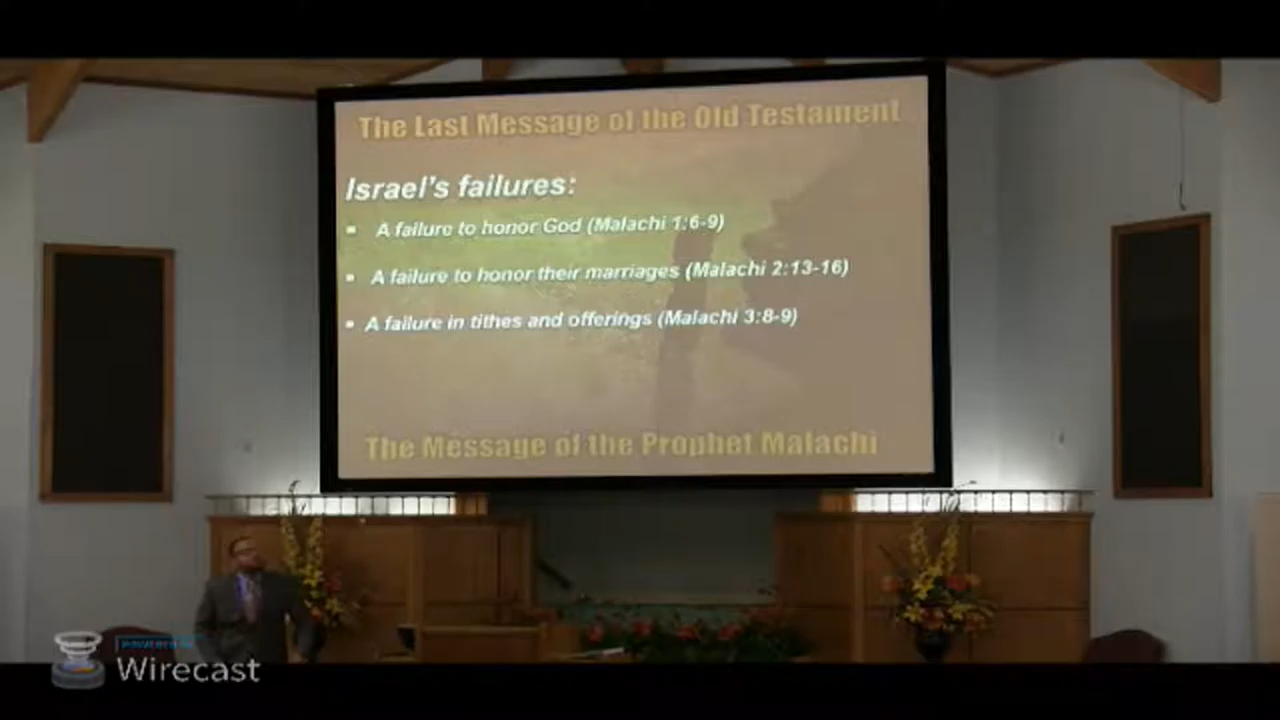 The Last Message of the Old Testament
Israel's failures:
▪ A failure to honor God (Malachi 1:6-9)
▪ A failure to honor their marriages (Malachi 2:13-16)
▪ A failure in tithes and offerings (Malachi 3:8-9)
The Message of the Prophet Malachi
POWERED BY
Wirecast